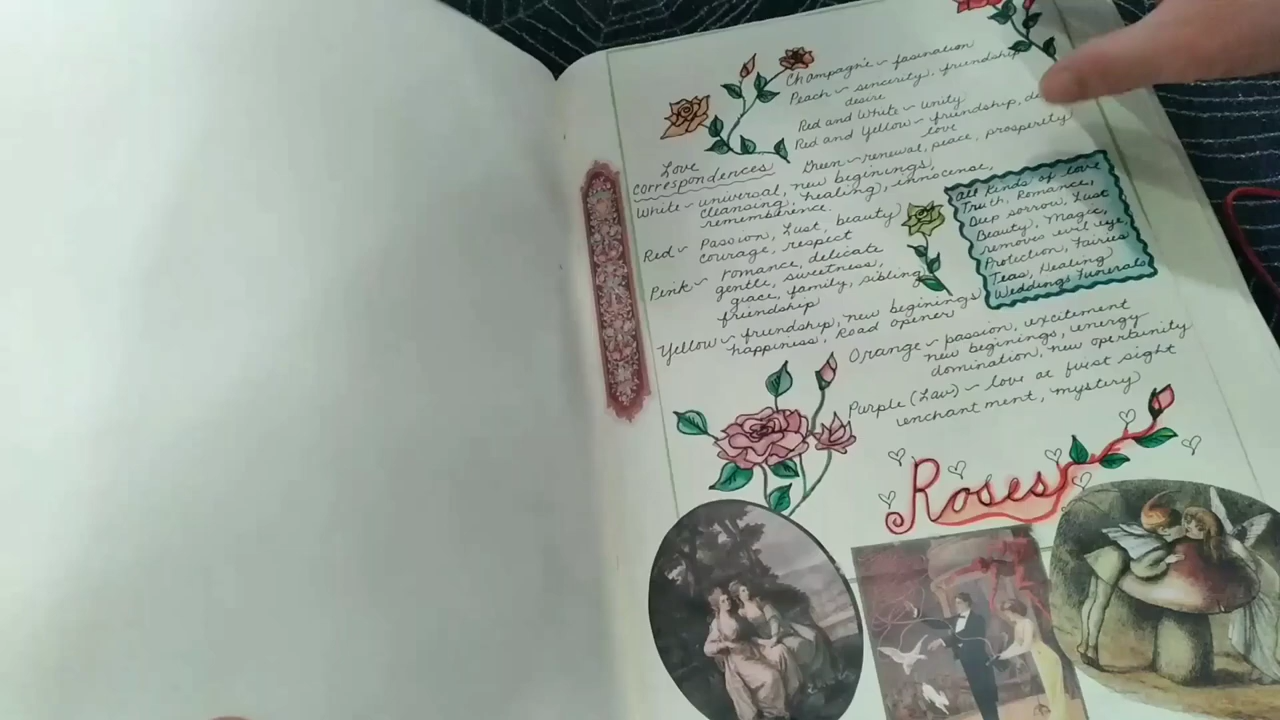 Champagne ~ fasination
Peach ~ sincerity, friendship
desire
Red and White ~ unity
Red and Yellow ~ friendship,
love
Green ~ renewal, peace, prosperety
Love
correspondences
White ~ universal, new beginings,
cleansing, healing, innocense,
rememberence.
Red ~ Passion, Lust, beauty
courage, respect
Pink ~ romance, delicate
gentle, sweetness,
grace, family, sibling
friendship
Yellow ~ friendship, new beginings
happiness, Road opener
all kinds of love
Truth, Romance,
Deep sorrow, Lust
Beauty, Magic,
removes evil eye,
Protection, Fairies
Teas, Healing
Weddings Funerals
Orange ~ passion, excitement
new beginings, energy
domination, new opertunity
Purple (Lav) ~ love at first sight
enchantment, mystery
Roses